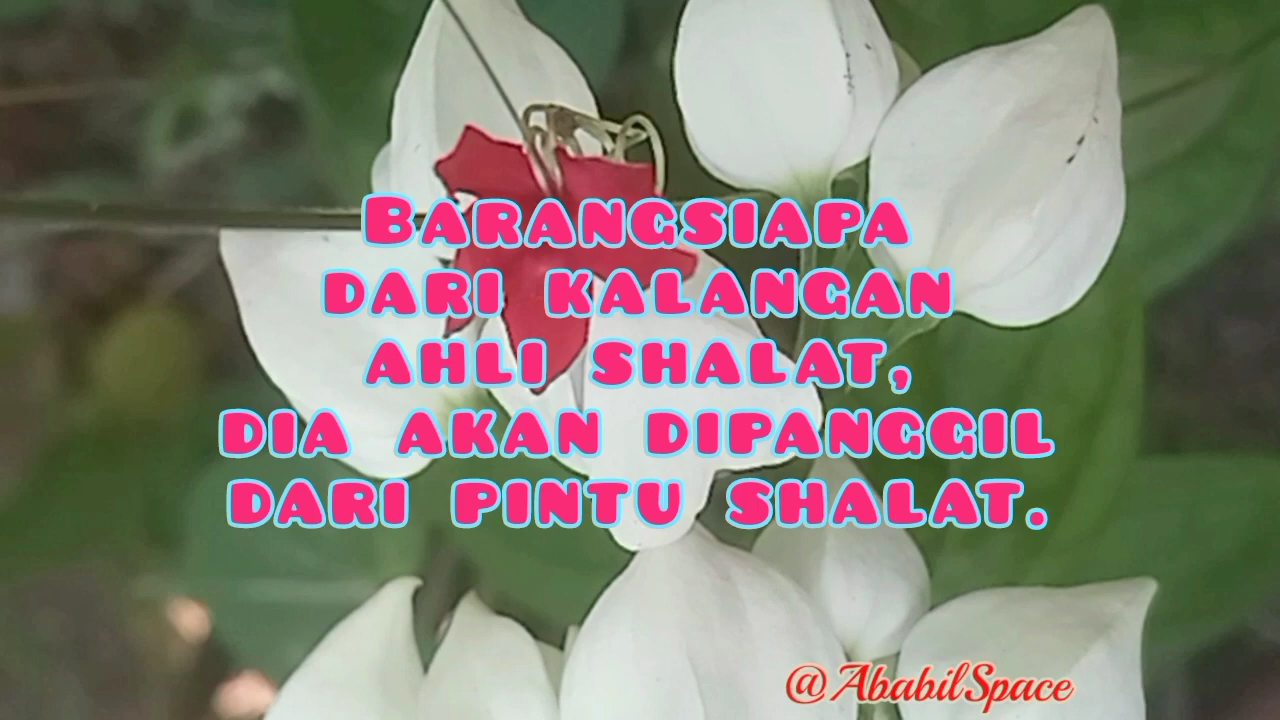 Barangsiapa
dari kalangan
ahli shalat,
dia akan dipanggil
dari pintu shalat.
@AbabilSpace